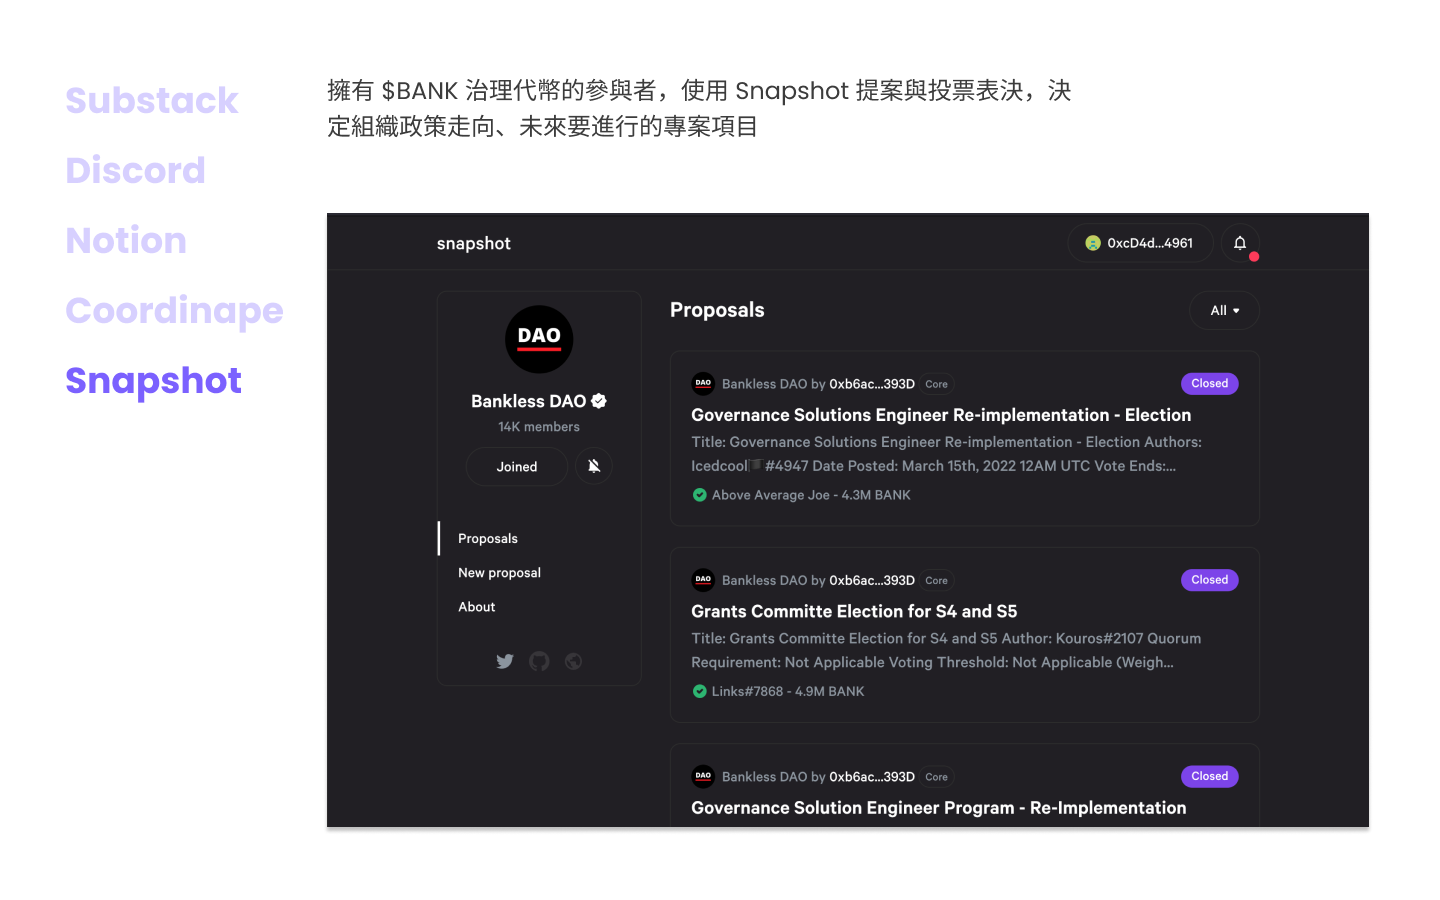 Substack
Discord
Notion
Coordinape
Snapshot
擁有 $BANK 治理代幣的參與者，使用 Snapshot 提案與投票表決，決
定組織政策走向、未來要進行的專案項目
snapshot
0xcD4d...4961
DAO
Bankless DAO
14K members
Joined
Proposals
New proposal
About
Proposals
All
DAO Bankless DAO by 0xb6ac...393D Core
Closed
Governance Solutions Engineer Re-implementation - Election
Title: Governance Solutions Engineer Re-implementation - Election Authors:
Icedcool🏴#4947 Date Posted: March 15th, 2022 12AM UTC Vote Ends:...
Above Average Joe - 4.3M BANK
DAO Bankless DAO by 0xb6ac...393D Core
Closed
Grants Committe Election for S4 and S5
Title: Grants Committe Election for S4 and S5 Author: Kouros#2107 Quorum
Requirement: Not Applicable Voting Threshold: Not Applicable (Weigh...
Links#7868 - 4.9M BANK
DAO Bankless DAO by 0xb6ac...393D Core
Closed
Governance Solution Engineer Program - Re-Implementation